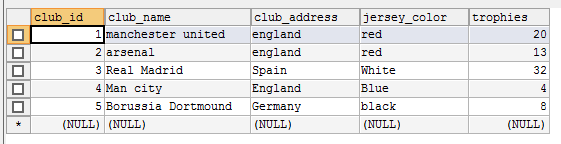 club_id club_name club_address jersey_color trophies
1 manchester united england red 20
2 arsenal england red 13
3 Real Madrid Spain White 32
4 Man city England Blue 4
5 Borussia Dortmound Germany black 8
* (NULL) (NULL) (NULL) (NULL) (NULL)